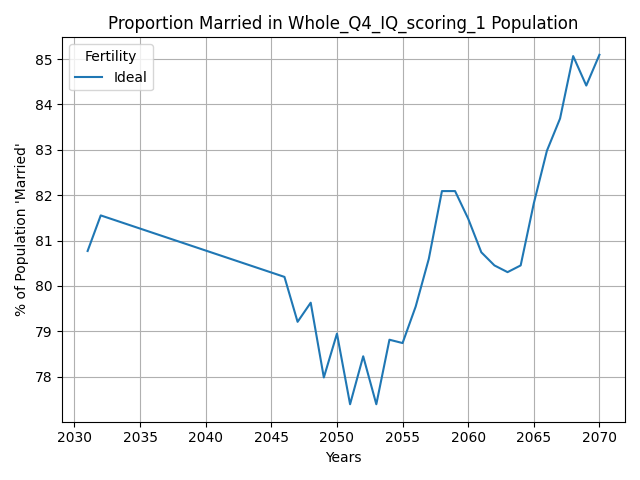 Proportion Married in Whole_Q4_IQ_scoring_1 Population
Fertility
Ideal
% of Population 'Married'
85
84
83
82
81
80
79
78
2030 2035 2040 2045 2050 2055 2060 2065 2070
Years